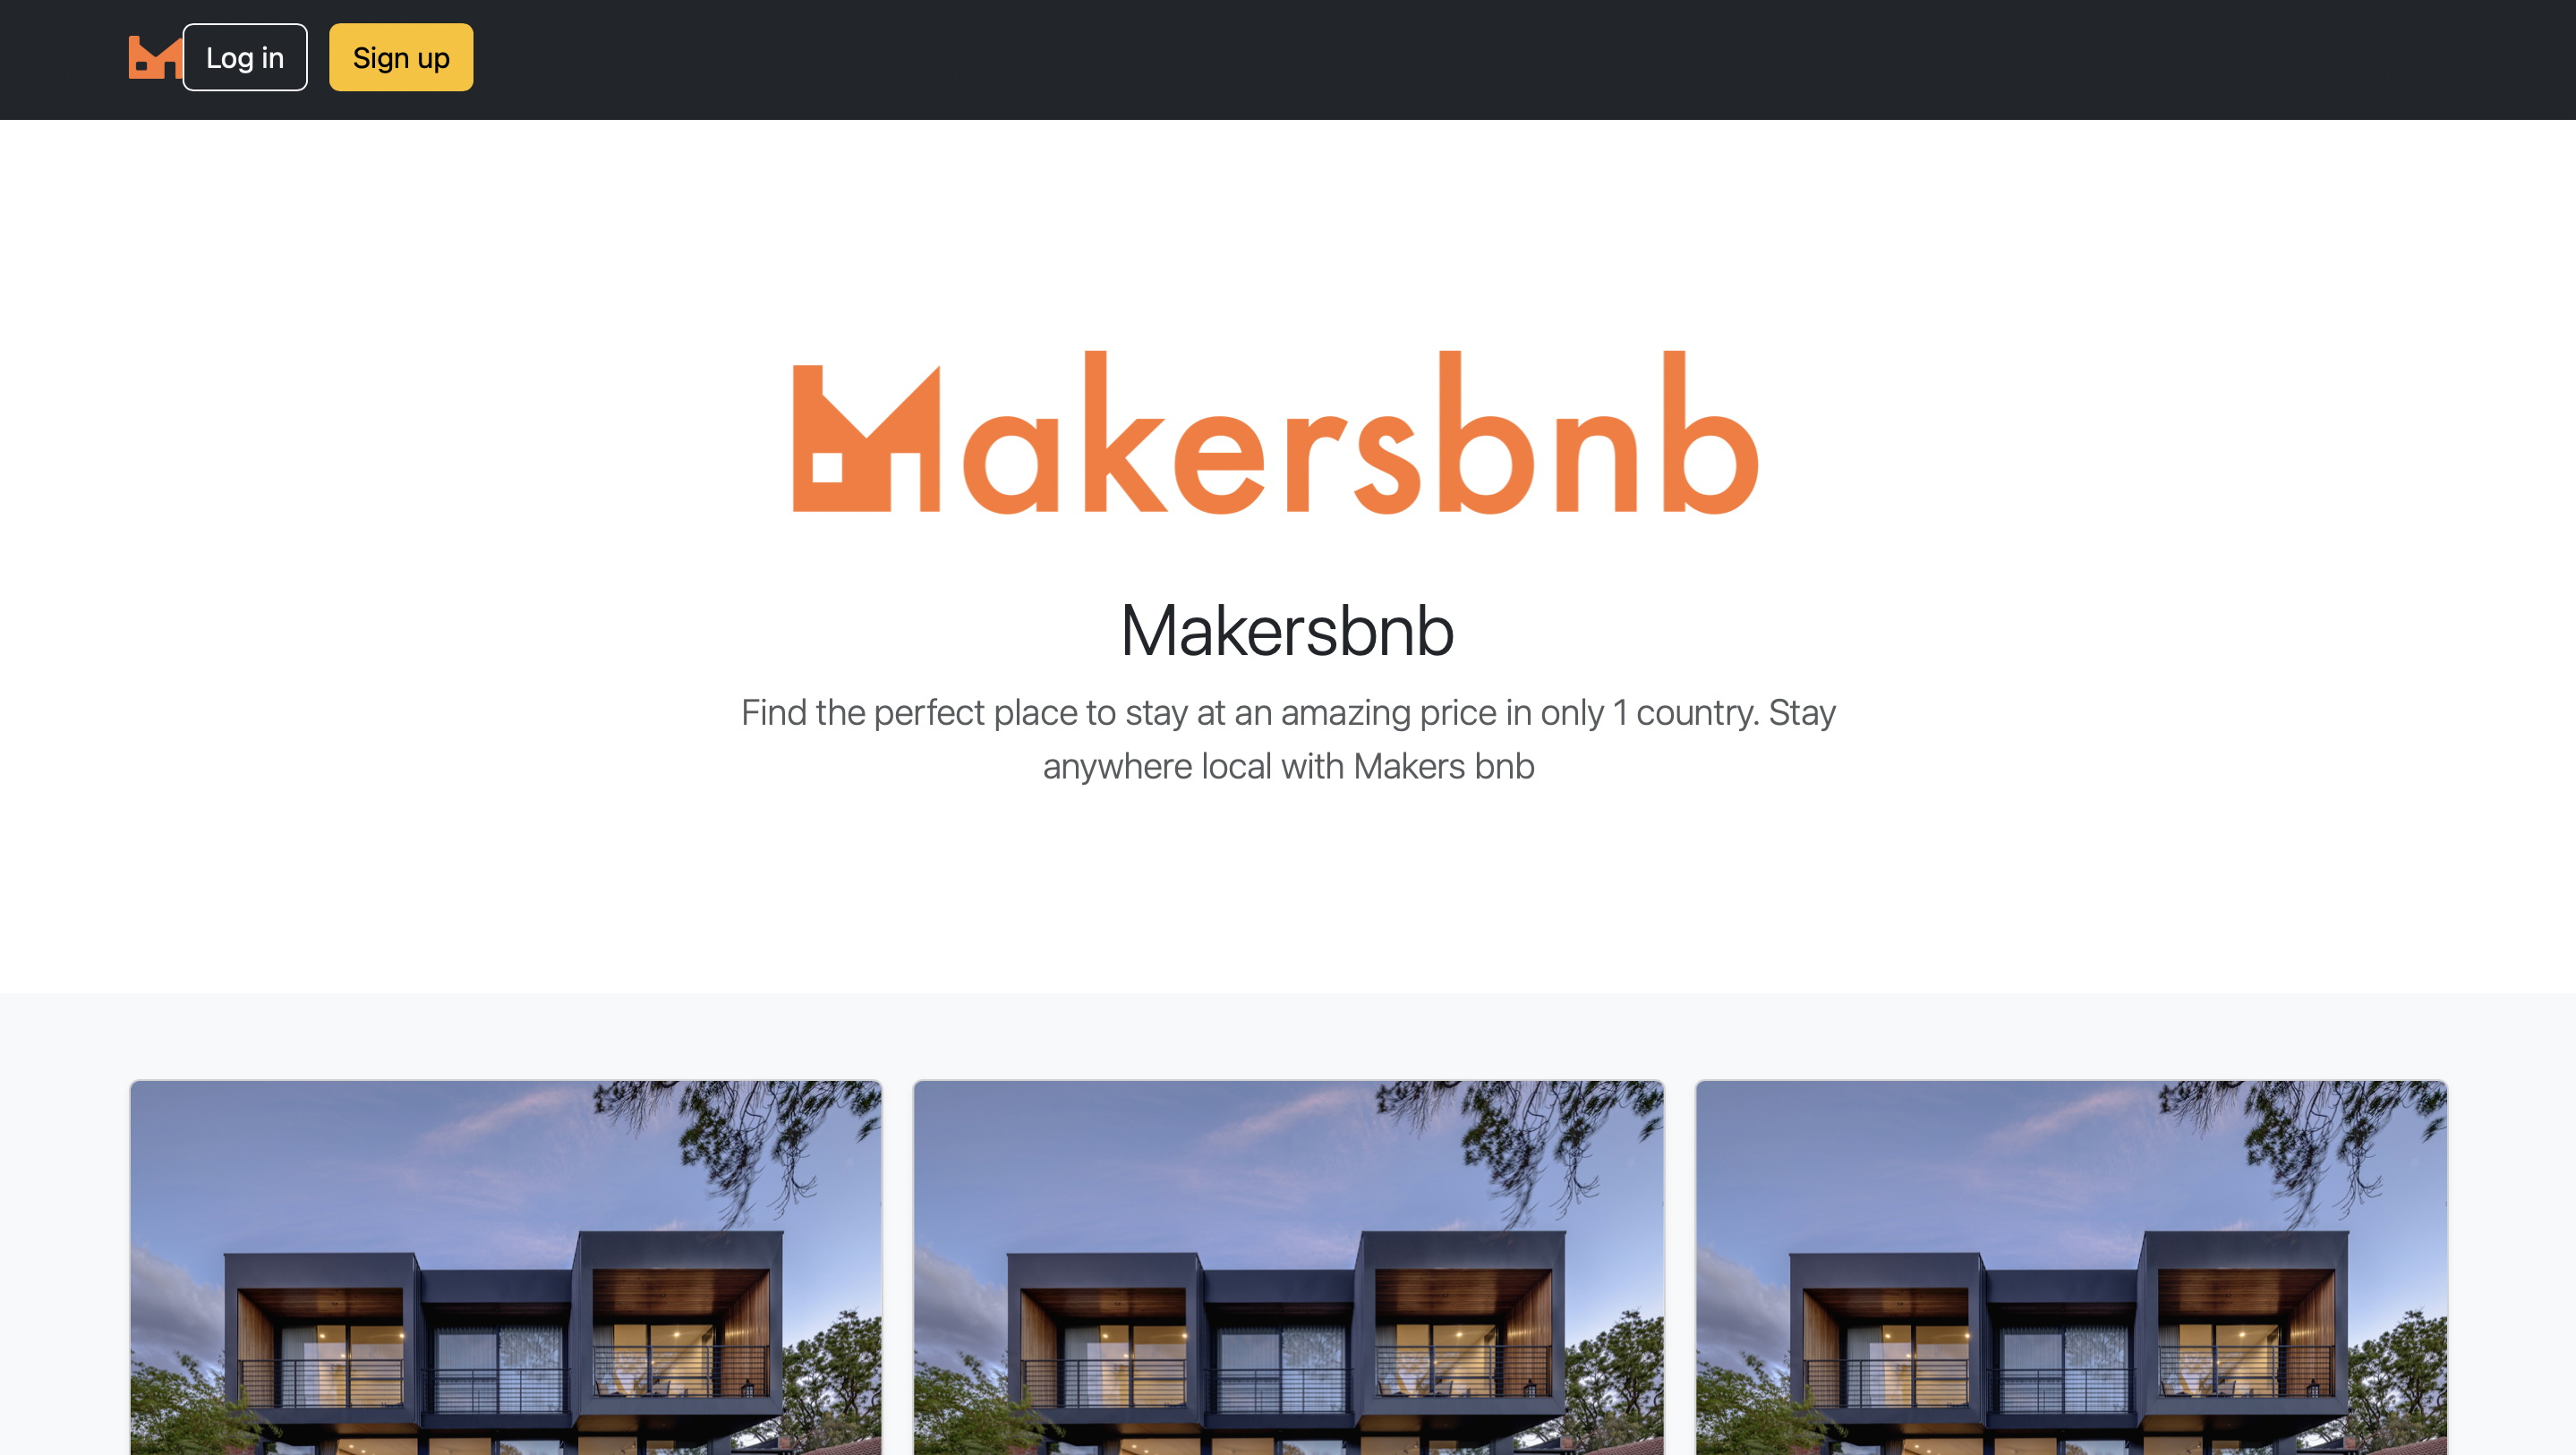 Log in
Sign up
Makersbnb
Makersbnb
Find the perfect place to stay at an amazing price in only 1 country. Stay
anywhere local with Makers bnb